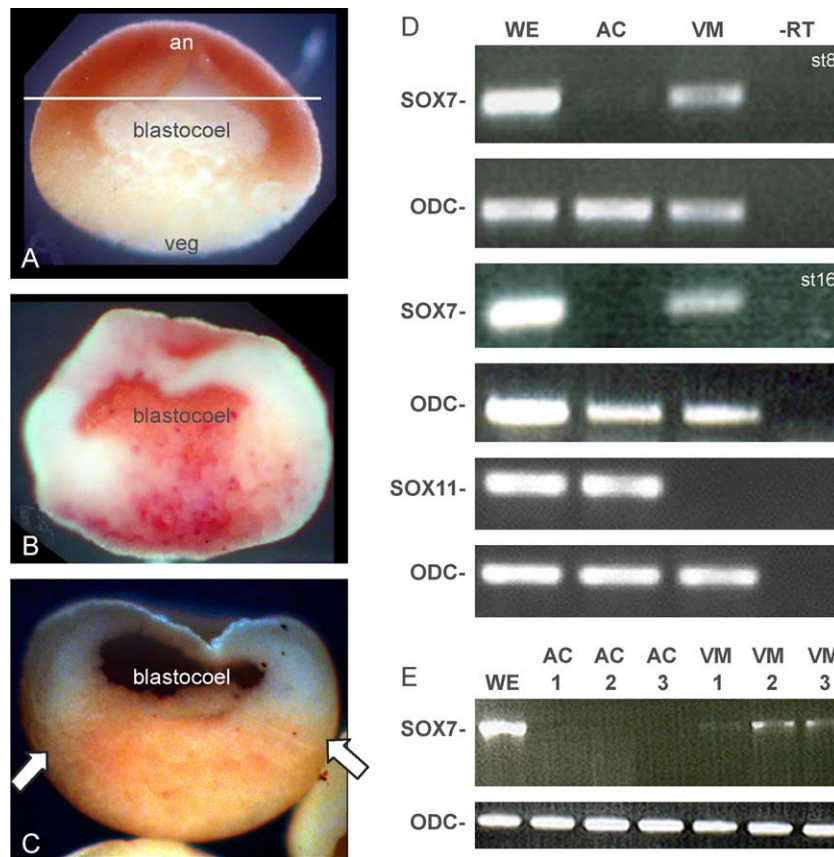 an
blastocoel
veg
A
blastocoel
B
blastocoel
C
D
WE AC VM -RT
st8
SOX7-
ODC-
st16
SOX7-
ODC-
SOX11-
ODC-
E
WE AC 1 AC 2 AC 3 VM 1 VM 2 VM 3
SOX7-
ODC-